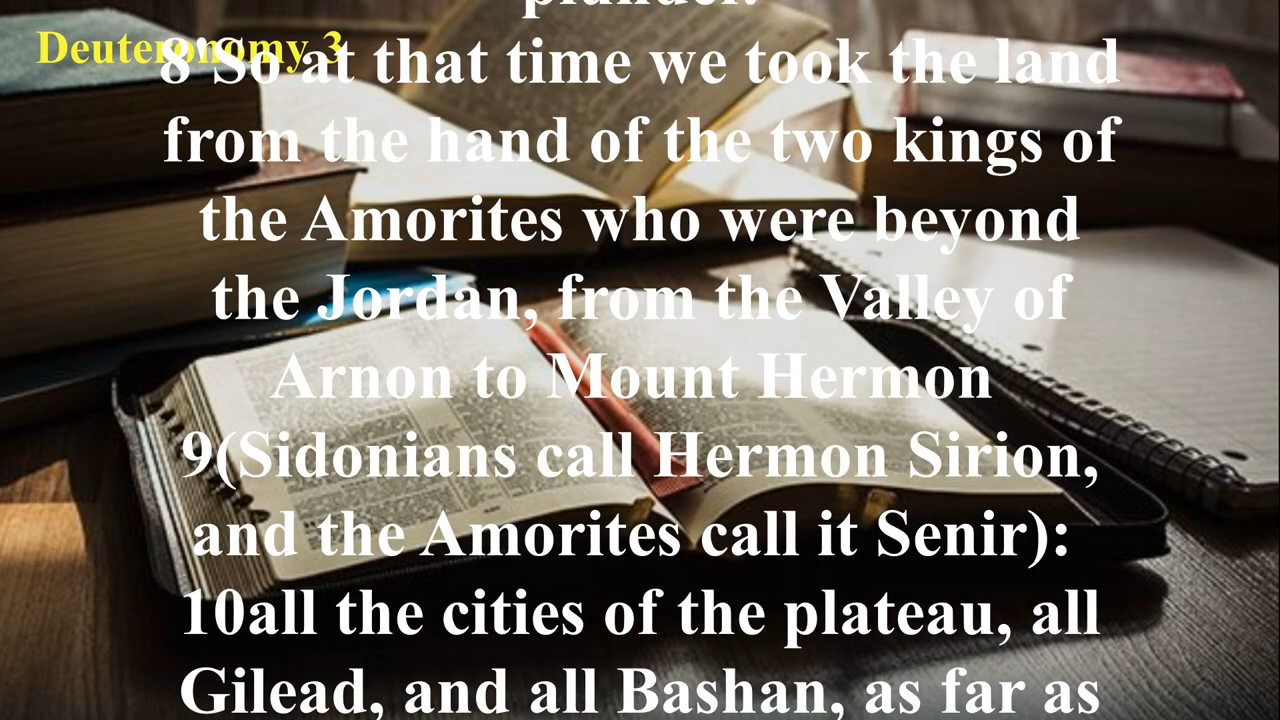 plunder.
Deuteronomy 3
8"So at that time we took the land
from the hand of the two kings of
the Amorites who were beyond
the Jordan, from the Valley of
Arnon to Mount Hermon
9(Sidonians call Hermon Sirion,
and the Amorites call it Senir):
10all the cities of the plateau, all
Gilead, and all Bashan, as far as